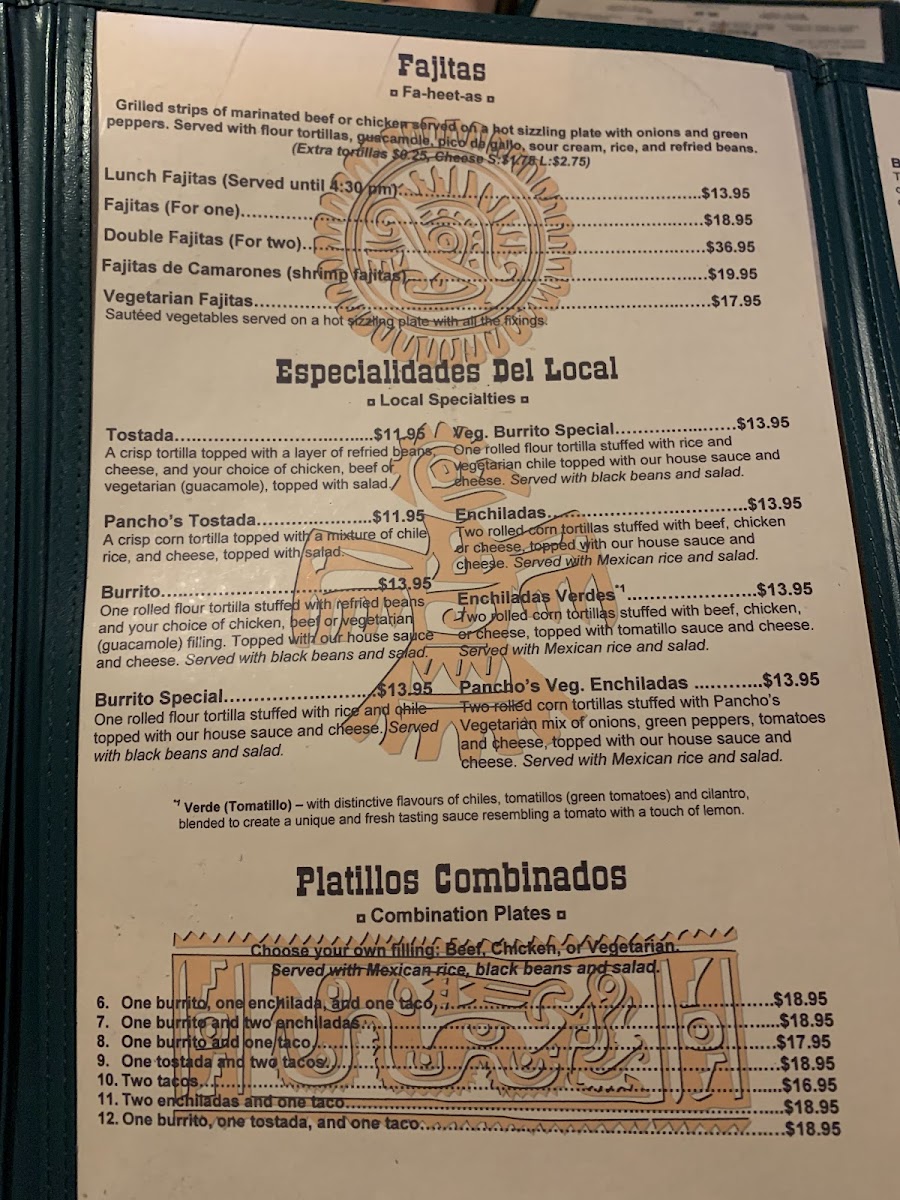 Fajitas
¤ Fa-heet-as ¤
Grilled strips of marinated beef or chicken served on a hot sizzling plate with onions and green
peppers. Served with flour tortillas, guacamole, pico de gallo, sour cream, rice, and refried beans.
(Extra tortillas $0.25, Cheese S:$1.75 L:$2.75)
Lunch Fajitas (Served until 4:30 pm)..........$13.95
Fajitas (For one)..........$18.95
Double Fajitas (For two)..........$36.95
Fajitas de Camarones (shrimp fajitas)..........$19.95
Vegetarian Fajitas..........$17.95
Sautéed vegetables served on a hot sizzling plate with all the fixings.
Especialidades Del Local
¤ Local Specialties ¤
Tostada..........$11.95
A crisp tortilla topped with a layer of refried beans,
cheese, and your choice of chicken, beef or
vegetarian (guacamole), topped with salad.
Pancho's Tostada..........$11.95
A crisp corn tortilla topped with a mixture of chile
rice, and cheese, topped with salad.
Burrito..........$13.95
One rolled flour tortilla stuffed with refried beans
and your choice of chicken, beef or vegetarian
(guacamole) filling. Topped with our house sauce
and cheese. Served with black beans and salad.
Burrito Special..........$13.95
One rolled flour tortilla stuffed with rice and chile
topped with our house sauce and cheese. Served
with black beans and salad.
Veg. Burrito Special..........$13.95
One rolled flour tortilla stuffed with rice and
vegetarian chile topped with our house sauce and
cheese. Served with black beans and salad.
Enchiladas..........$13.95
Two rolled corn tortillas stuffed with beef, chicken
or cheese, topped with our house sauce and
cheese. Served with Mexican rice and salad.
Enchiladas Verdes*¹..........$13.95
Two rolled corn tortillas stuffed with beef, chicken,
or cheese, topped with tomatillo sauce and cheese.
Served with Mexican rice and salad.
Pancho's Veg. Enchiladas ..........$13.95
Two rolled corn tortillas stuffed with Pancho's
Vegetarian mix of onions, green peppers, tomatoes
and cheese, topped with our house sauce and
cheese. Served with Mexican rice and salad.
*¹ Verde (Tomatillo) – with distinctive flavours of chiles, tomatillos (green tomatoes) and cilantro,
blended to create a unique and fresh tasting sauce resembling a tomato with a touch of lemon.
Platillos Combinados
¤ Combination Plates ¤
Choose your own filling: Beef, Chicken, or Vegetarian.
Served with Mexican rice, black beans and salad.
6. One burrito, one enchilada, and one taco..........$18.95
7. One burrito and two enchiladas..........$18.95
8. One burrito and one taco..........$17.95
9. One tostada and two tacos..........$18.95
10. Two tacos..........$16.95
11. Two enchiladas and one taco..........$18.95
12. One burrito, one tostada, and one taco..........$18.95